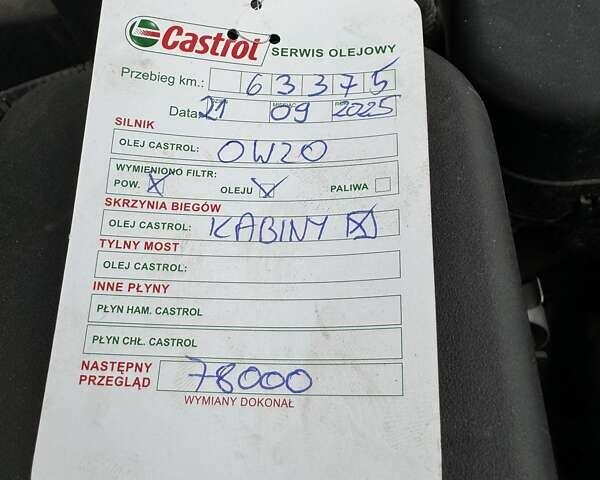 Castrol SERWIS OLEJOWY
Przebieg km.: 63375
Data: 21 09 2025
SILNIK
OLEJ CASTROL: 0W20
WYMIENIONO FILTR:
POW. OLEJU PALIWA
SKRZYNIA BIEGÓW
OLEJ CASTROL: KABINY
TYLNY MOST
OLEJ CASTROL:
INNE PŁYNY
PŁYN HAM. CASTROL
PŁYN CHŁ. CASTROL
NASTĘPNY
PRZEGLĄD 78000
WYMIANY DOKONAŁ